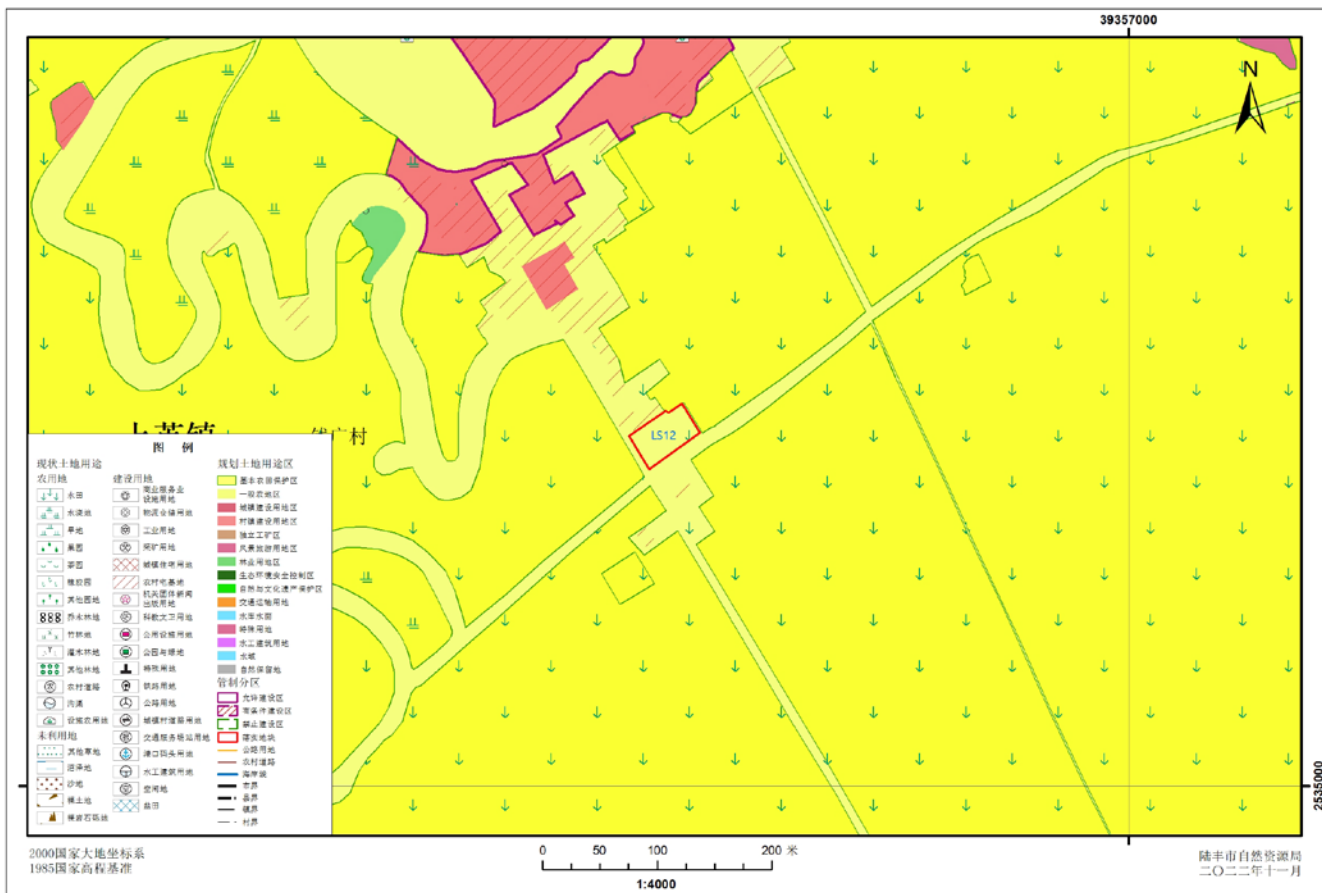 39357000
N
LS12
图 例
现状土地用途
农用地
水田
水浇地
旱地
果园
茶园
橡胶园
其他园地
乔木林地
竹林地
灌木林地
其他林地
农村道路
沟渠
设施农用地
未利用地
其他草地
沼泽地
沙地
裸土地
裸岩石砾地
建设用地
商业服务业
设施用地
物流仓储用地
工业用地
采矿用地
城镇住宅用地
农村宅基地
机关团体新闻
出版用地
科教文卫用地
公用设施用地
公园与绿地
特殊用地
铁路用地
公路用地
城镇村道路用地
交通服务场站用地
港口码头用地
水工建筑用地
空闲地
盐田
规划土地用途区
基本农田保护区
一般农地区
城镇建设用地区
村镇建设用地区
独立工矿区
风景旅游用地区
林业用地区
生态环境安全控制区
自然与文化遗产保护区
交通运输用地
水库水面
特殊用地
水工建筑用地
水域
自然保留地
管制分区
允许建设区
有条件建设区
禁止建设区
落实地块
公路用地
农村道路
海岸线
市界
县界
镇界
村界
2535000
2000国家大地坐标系
1985国家高程基准
0 50 100 200 米
1:4000
陆丰市自然资源局
二〇二二年十一月